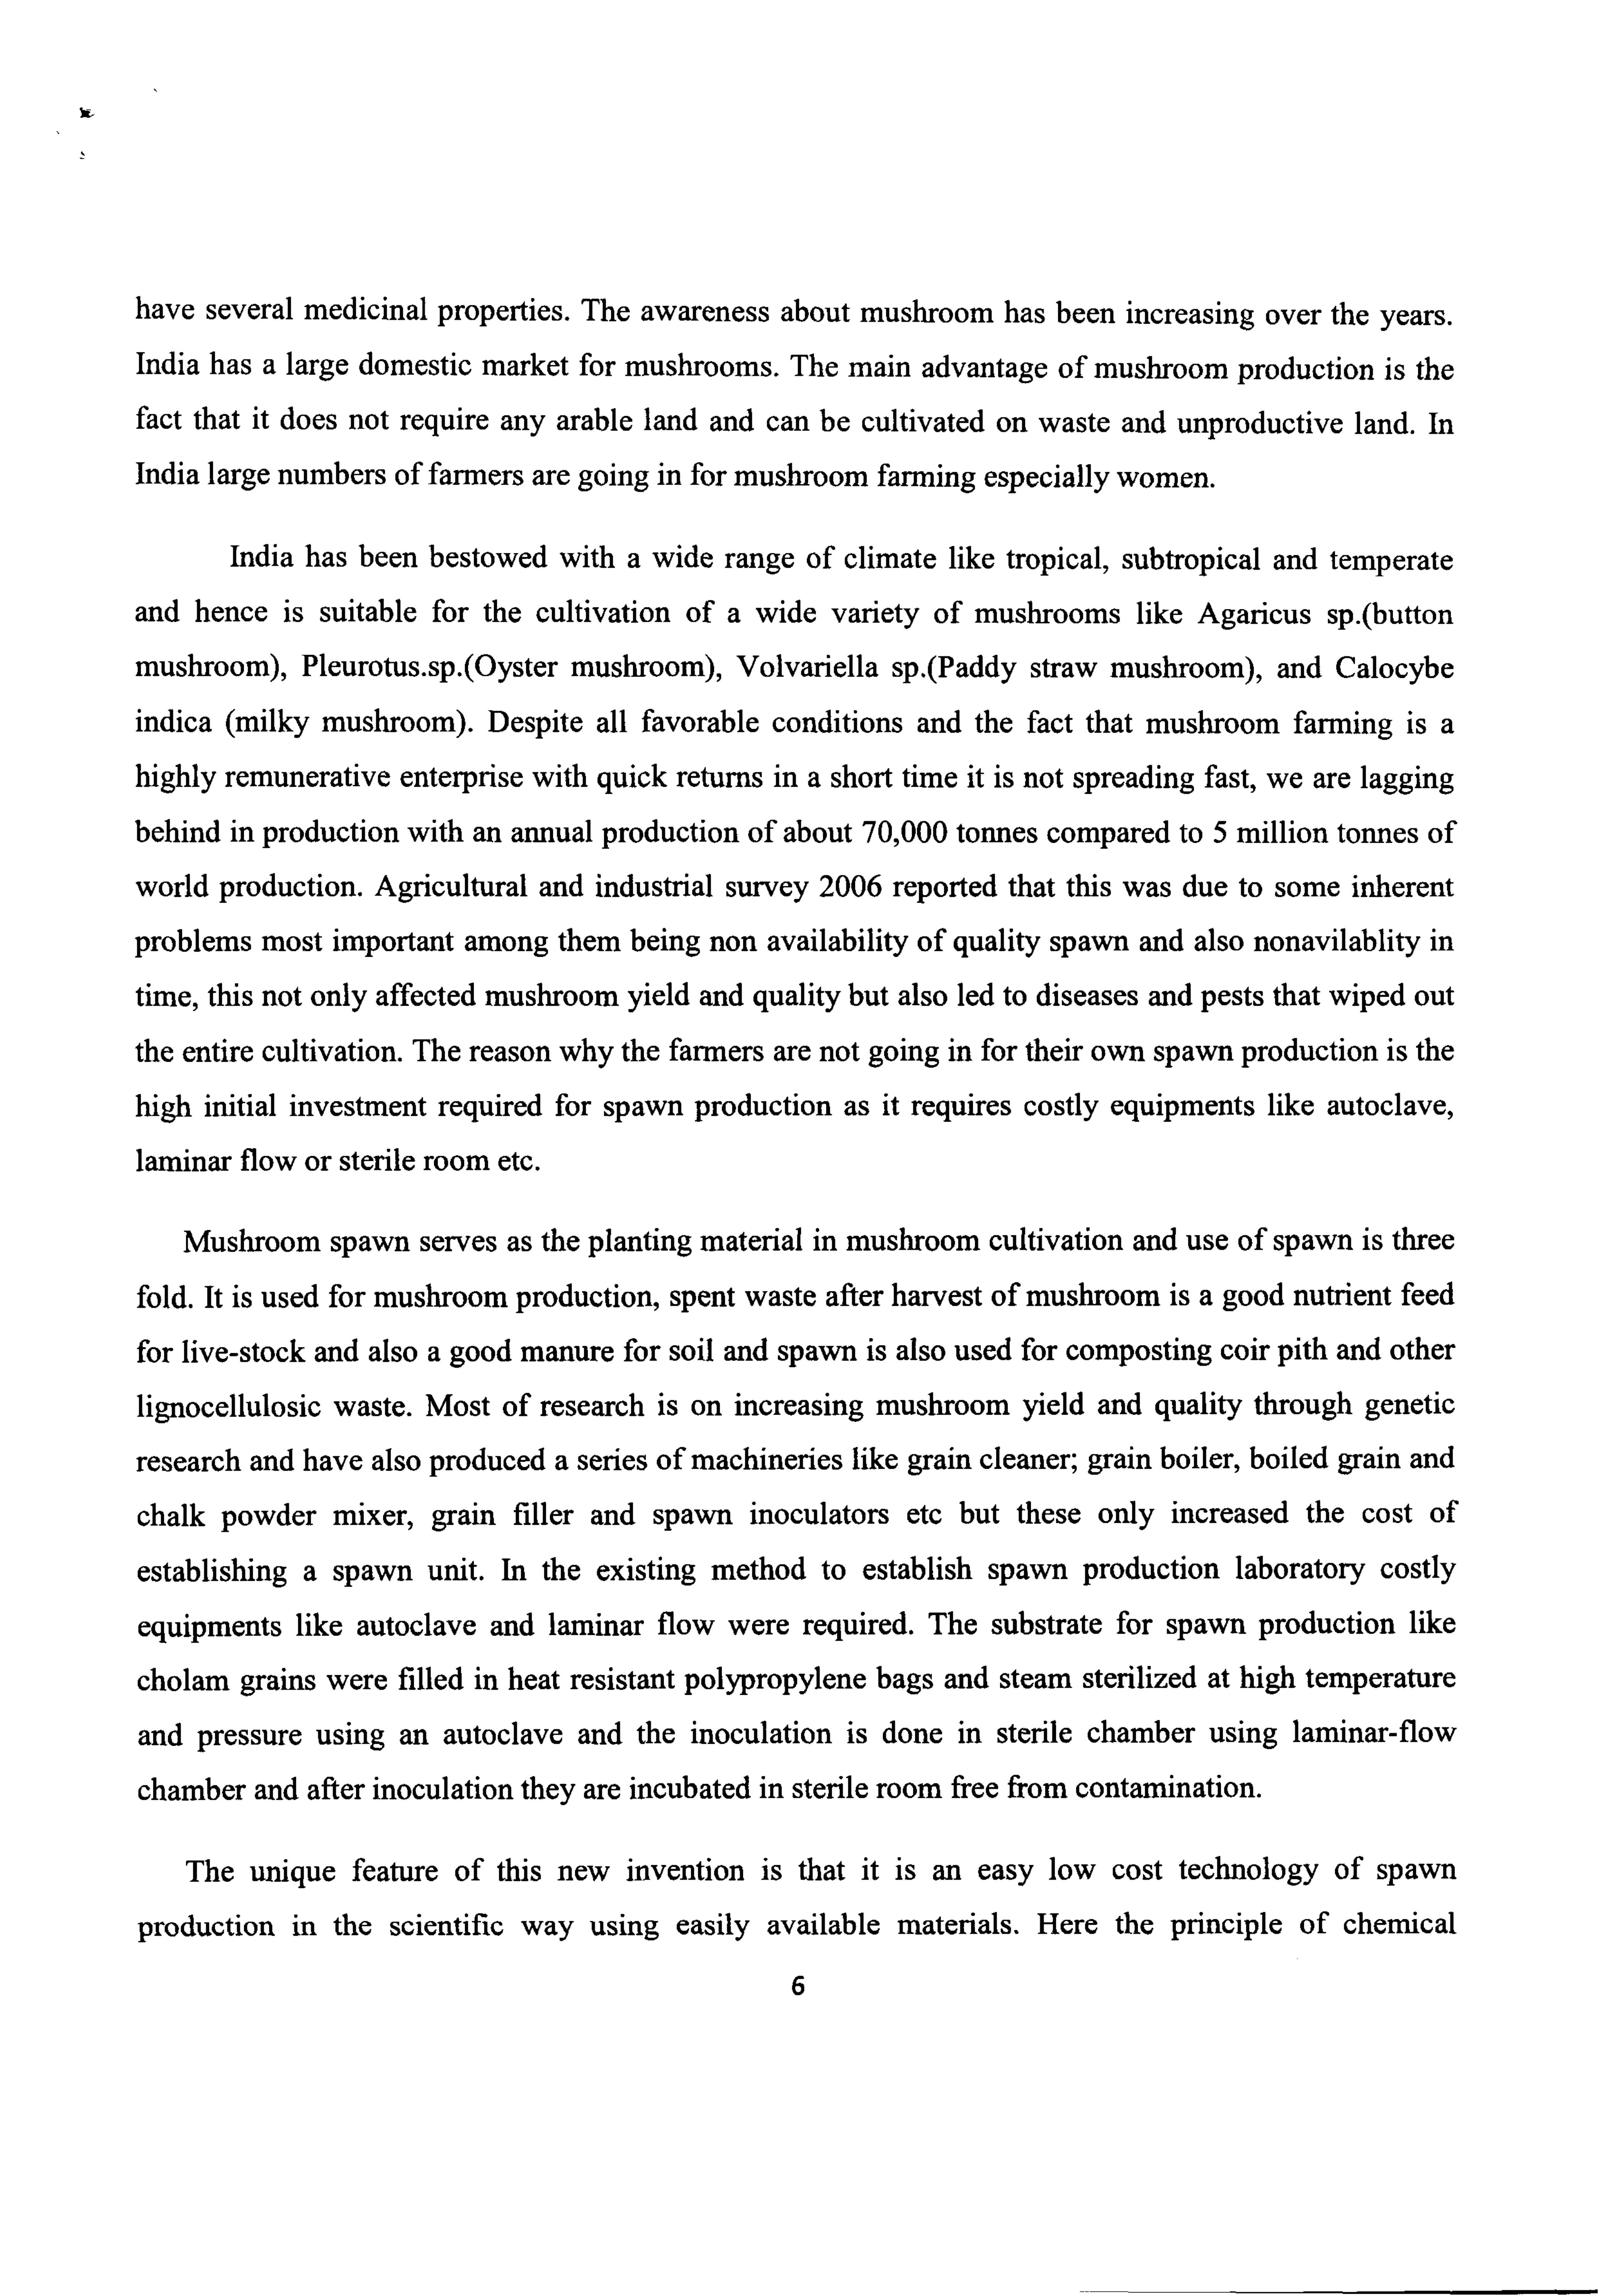 have several medicinal properties. The awareness about mushroom has been increasing over the years.
India has a large domestic market for mushrooms. The main advantage of mushroom production is the
fact that it does not require any arable land and can be cultivated on waste and unproductive land. In
India large numbers of farmers are going in for mushroom farming especially women.
India has been bestowed with a wide range of climate like tropical, subtropical and temperate
and hence is suitable for the cultivation of a wide variety of mushrooms like Agaricus sp.(button
mushroom), Pleurotus.sp.(Oyster mushroom), Volvariella sp.(Paddy straw mushroom), and Calocybe
indica (milky mushroom). Despite all favorable conditions and the fact that mushroom farming is a
highly remunerative enterprise with quick returns in a short time it is not spreading fast, we are lagging
behind in production with an annual production of about 70,000 tonnes compared to 5 million tonnes of
world production. Agricultural and industrial survey 2006 reported that this was due to some inherent
problems most important among them being non availability of quality spawn and also nonavilablity in
time, this not only affected mushroom yield and quality but also led to diseases and pests that wiped out
the entire cultivation. The reason why the farmers are not going in for their own spawn production is the
high initial investment required for spawn production as it requires costly equipments like autoclave,
laminar flow or sterile room etc.
Mushroom spawn serves as the planting material in mushroom cultivation and use of spawn is three
fold. It is used for mushroom production, spent waste after harvest of mushroom is a good nutrient feed
for live-stock and also a good manure for soil and spawn is also used for composting coir pith and other
lignocellulosic waste. Most of research is on increasing mushroom yield and quality through genetic
research and have also produced a series of machineries like grain cleaner; grain boiler, boiled grain and
chalk powder mixer, grain filler and spawn inoculators etc but these only increased the cost of
establishing a spawn unit. In the existing method to establish spawn production laboratory costly
equipments like autoclave and laminar flow were required. The substrate for spawn production like
cholam grains were filled in heat resistant polypropylene bags and steam sterilized at high temperature
and pressure using an autoclave and the inoculation is done in sterile chamber using laminar-flow
chamber and after inoculation they are incubated in sterile room free from contamination.
The unique feature of this new invention is that it is an easy low cost technology of spawn
production in the scientific way using easily available materials. Here the principle of chemical
6